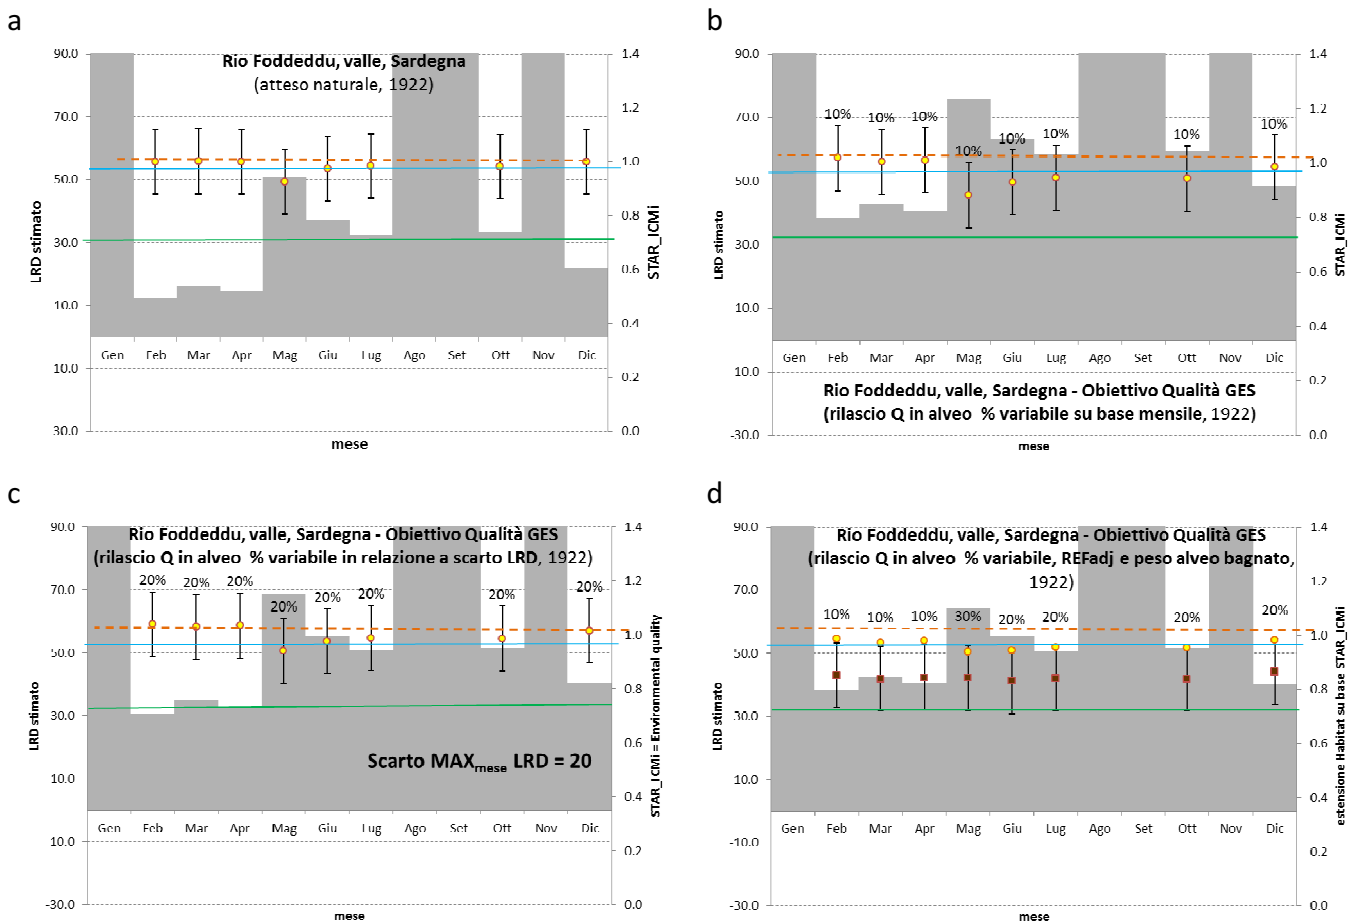 a
90.0
70.0
50.0
30.0
10.0
10.0
30.0
LRD stimato
Rio Foddeddu, valle, Sardegna
(atteso naturale, 1922)
Gen Feb Mar Apr Mag Giu Lug Ago Set Ott Nov Dic
mese
1.4
1.2
1.0
0.8
0.6
0.4
0.2
0.0
STAR_ICMi
b
90.0
70.0
50.0
30.0
10.0
-10.0
-30.0
LRD stimato
10% 10% 10% 10% 10% 10% 10% 10%
Gen Feb Mar Apr Mag Giu Lug Ago Set Ott Nov Dic
Rio Foddeddu, valle, Sardegna - Obiettivo Qualità GES
(rilascio Q in alveo % variabile su base mensile, 1922)
mese
1.4
1.2
1.0
0.8
0.6
0.4
0.2
0.0
STAR_ICMi
c
90.0
70.0
50.0
30.0
10.0
-10.0
-30.0
LRD stimato
Rio Foddeddu, valle, Sardegna - Obiettivo Qualità GES
(rilascio Q in alveo % variabile in relazione a scarto LRD, 1922)
20% 20% 20% 20% 20% 20% 20% 20%
Scarto MAXmese LRD = 20
Gen Feb Mar Apr Mag Giu Lug Ago Set Ott Nov Dic
mese
1.4
1.2
1.0
0.8
0.6
0.4
0.2
0.0
STAR_ICMi = Environmental quality
d
90.0
70.0
50.0
30.0
10.0
-10.0
-30.0
LRD stimato
Rio Foddeddu, valle, Sardegna - Obiettivo Qualità GES
(rilascio Q in alveo % variabile, REFadj e peso alveo bagnato,
1922)
10% 10% 10% 30% 20% 20% 20% 20%
Gen Feb Mar Apr Mag Giu Lug Ago Set Ott Nov Dic
mese
1.4
1.2
1.0
0.8
0.6
0.4
0.2
0.0
estensione Habitat su base STAR_ICMi